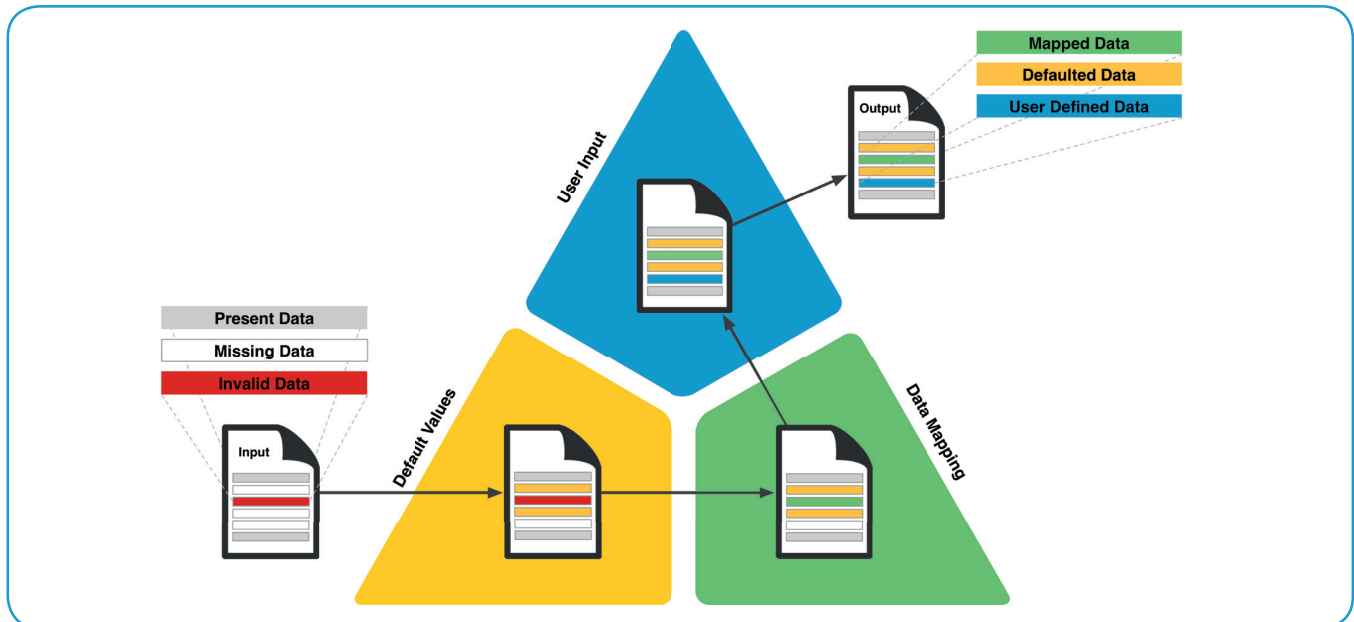 Mapped Data
Defaulted Data
User Defined Data
Output
User Input
Present Data
Missing Data
Invalid Data
Input
Default Values
Data Mapping